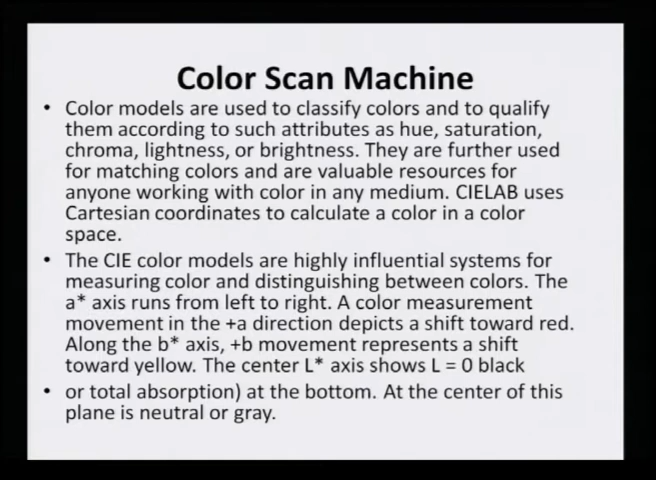 Color Scan Machine
• Color models are used to classify colors and to qualify
them according to such attributes as hue, saturation,
chroma, lightness, or brightness. They are further used
for matching colors and are valuable resources for
anyone working with color in any medium. CIELAB uses
Cartesian coordinates to calculate a color in a color
space.
• The CIE color models are highly influential systems for
measuring color and distinguishing between colors. The
a* axis runs from left to right. A color measurement
movement in the +a direction depicts a shift toward red.
Along the b* axis, +b movement represents a shift
toward yellow. The center L* axis shows L = 0 black
• or total absorption) at the bottom. At the center of this
plane is neutral or gray.